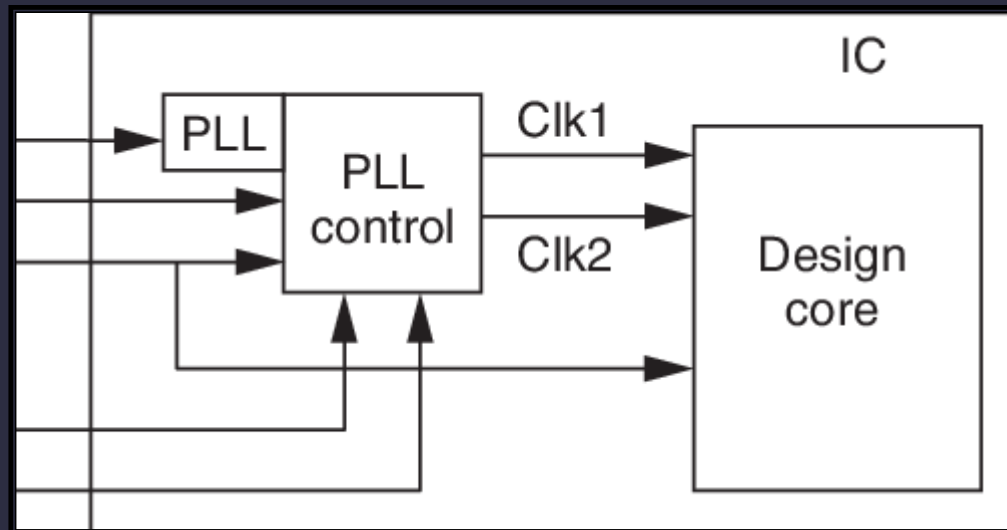 IC
Clk1
PLL
PLL
control
Clk2
Design
core